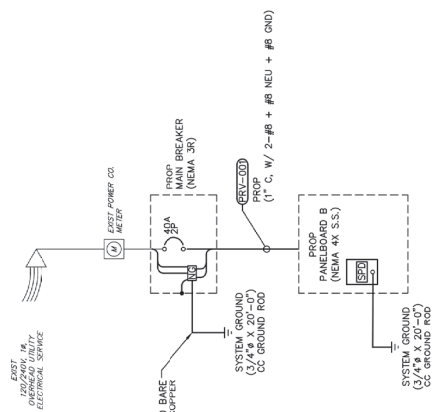 EXIST
120/240V, 1Ø,
OVERHEAD UTILITY
ELECTRICAL SERVICE
EXIST POWER CO.
METER
M
PROP
MAIN BREAKER
(NEMA 3R)
40A
2P
NG
BARE
COPPER
SYSTEM GROUND
(3/4"Ø X 20'-0")
CC GROUND ROD
PRV-001
PROP
(1" C, W/ 2-#8 + #8 NEU + #8 GND)
PROP
PANELBOARD B
(NEMA 4X S.S.)
SPD
SYSTEM GROUND
(3/4"Ø X 20'-0")
CC GROUND ROD